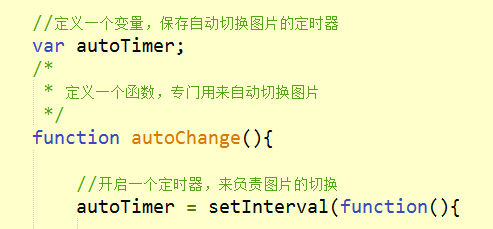 //定义一个变量，保存自动切换图片的定时器
var autoTimer;
/*
* 定义一个函数，专门用来自动切换图片
*/
function autoChange(){
//开启一个定时器，来负责图片的切换
autoTimer = setInterval(function(){